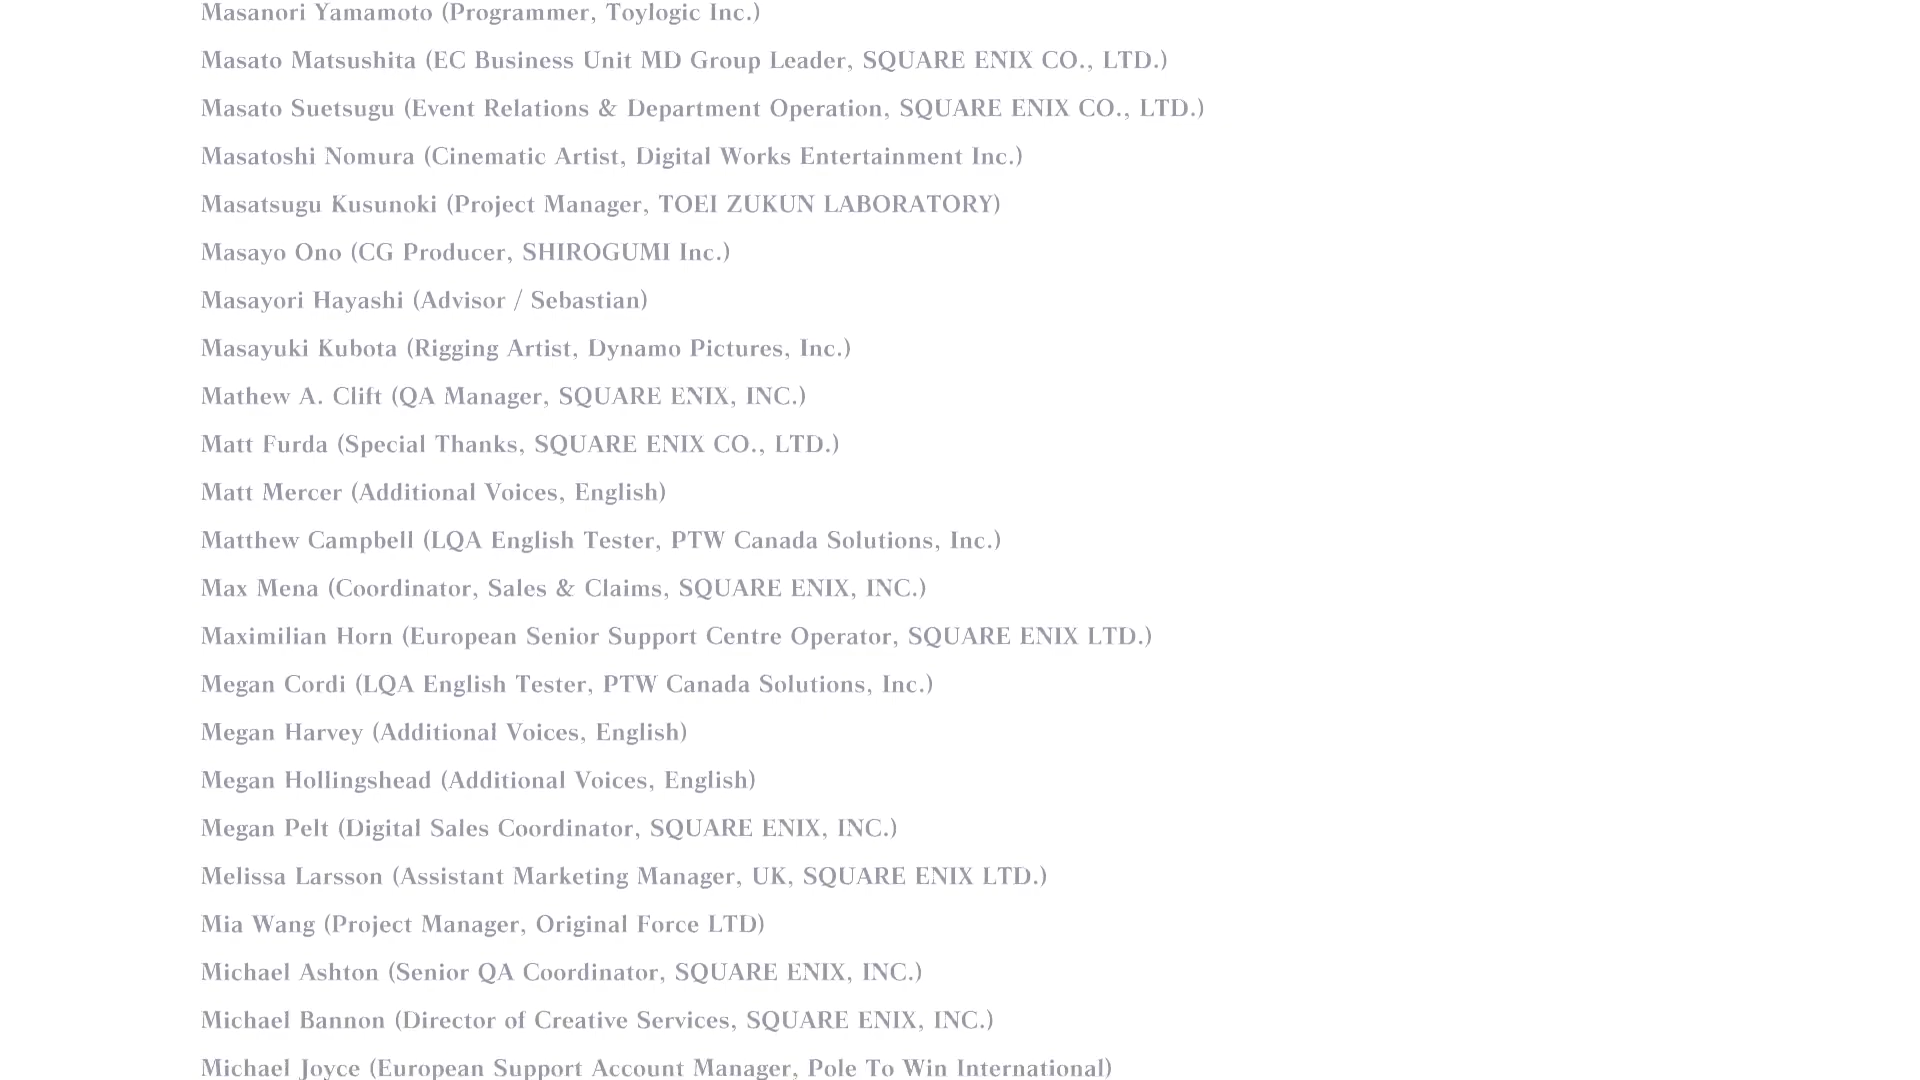 Masanori Yamamoto (Programmer, Toylogic Inc.)
Masato Matsushita (EC Business Unit MD Group Leader, SQUARE ENIX CO., LTD.)
Masato Suetsugu (Event Relations & Department Operation, SQUARE ENIX CO., LTD.)
Masatoshi Nomura (Cinematic Artist, Digital Works Entertainment Inc.)
Masatsugu Kusunoki (Project Manager, TOEI ZUKUN LABORATORY)
Masayo Ono (CG Producer, SHIROGUMI Inc.)
Masayori Hayashi (Advisor / Sebastian)
Masayuki Kubota (Rigging Artist, Dynamo Pictures, Inc.)
Mathew A. Clift (QA Manager, SQUARE ENIX, INC.)
Matt Furda (Special Thanks, SQUARE ENIX CO., LTD.)
Matt Mercer (Additional Voices, English)
Matthew Campbell (LQA English Tester, PTW Canada Solutions, Inc.)
Max Mena (Coordinator, Sales & Claims, SQUARE ENIX, INC.)
Maximilian Horn (European Senior Support Centre Operator, SQUARE ENIX LTD.)
Megan Cordi (LQA English Tester, PTW Canada Solutions, Inc.)
Megan Harvey (Additional Voices, English)
Megan Hollingshead (Additional Voices, English)
Megan Pelt (Digital Sales Coordinator, SQUARE ENIX, INC.)
Melissa Larsson (Assistant Marketing Manager, UK, SQUARE ENIX LTD.)
Mia Wang (Project Manager, Original Force LTD)
Michael Ashton (Senior QA Coordinator, SQUARE ENIX, INC.)
Michael Bannon (Director of Creative Services, SQUARE ENIX, INC.)
Michael Joyce (European Support Account Manager, Pole To Win International)